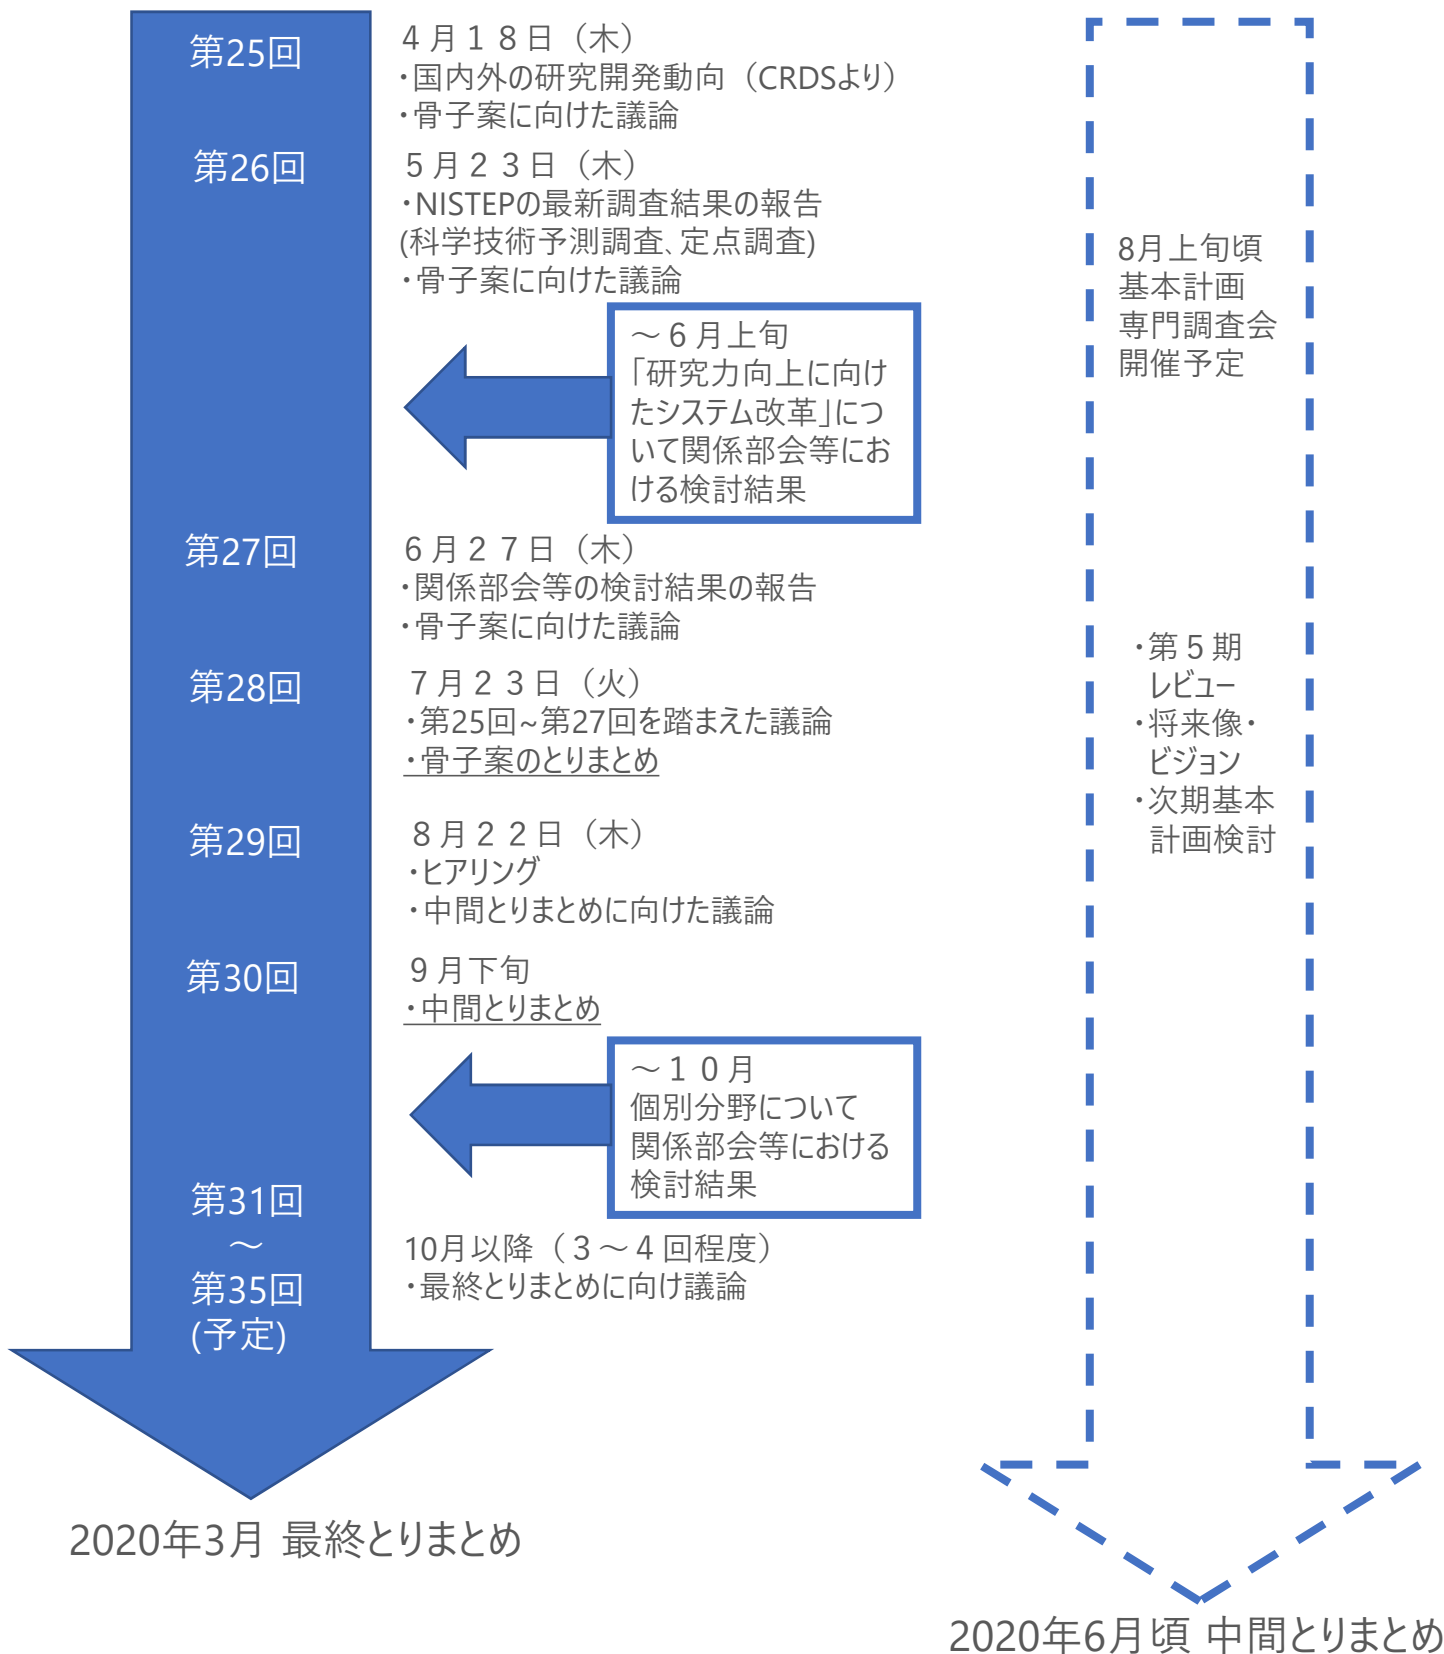 第25回
４月１８日（木）
・国内外の研究開発動向（CRDSより）
・骨子案に向けた議論
第26回
５月２３日（木）
・NISTEPの最新調査結果の報告
(科学技術予測調査、定点調査)
・骨子案に向けた議論
～６月上旬
「研究力向上に向け
たシステム改革」につ
いて関係部会等にお
ける検討結果
第27回
６月２７日（木）
・関係部会等の検討結果の報告
・骨子案に向けた議論
第28回
７月２３日（火）
・第25回~第27回を踏まえた議論
・骨子案のとりまとめ
第29回
８月２２日（木）
・ヒアリング
・中間とりまとめに向けた議論
第30回
９月下旬
・中間とりまとめ
～１０月
個別分野について
関係部会等における
検討結果
第31回
～
第35回
(予定)
10月以降（３～４回程度）
・最終とりまとめに向け議論
2020年3月 最終とりまとめ
8月上旬頃
基本計画
専門調査会
開催予定
・第５期
レビュー
・将来像・
ビジョン
・次期基本
計画検討
2020年6月頃 中間とりまとめ